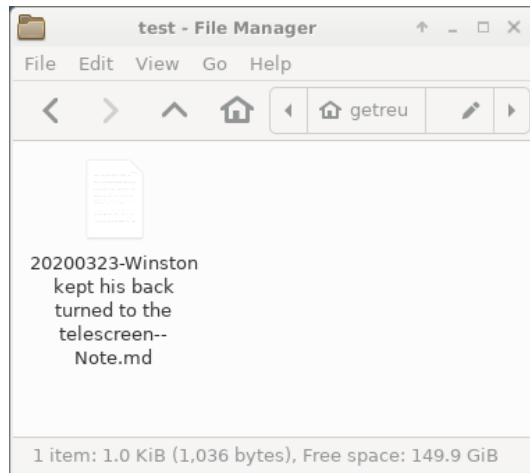 test - File Manager
File Edit View Go Help
getreu
20200323-Winston
kept his back
turned to the
telescreen--
Note.md
1 item: 1.0 KiB (1,036 bytes), Free space: 149.9 GiB